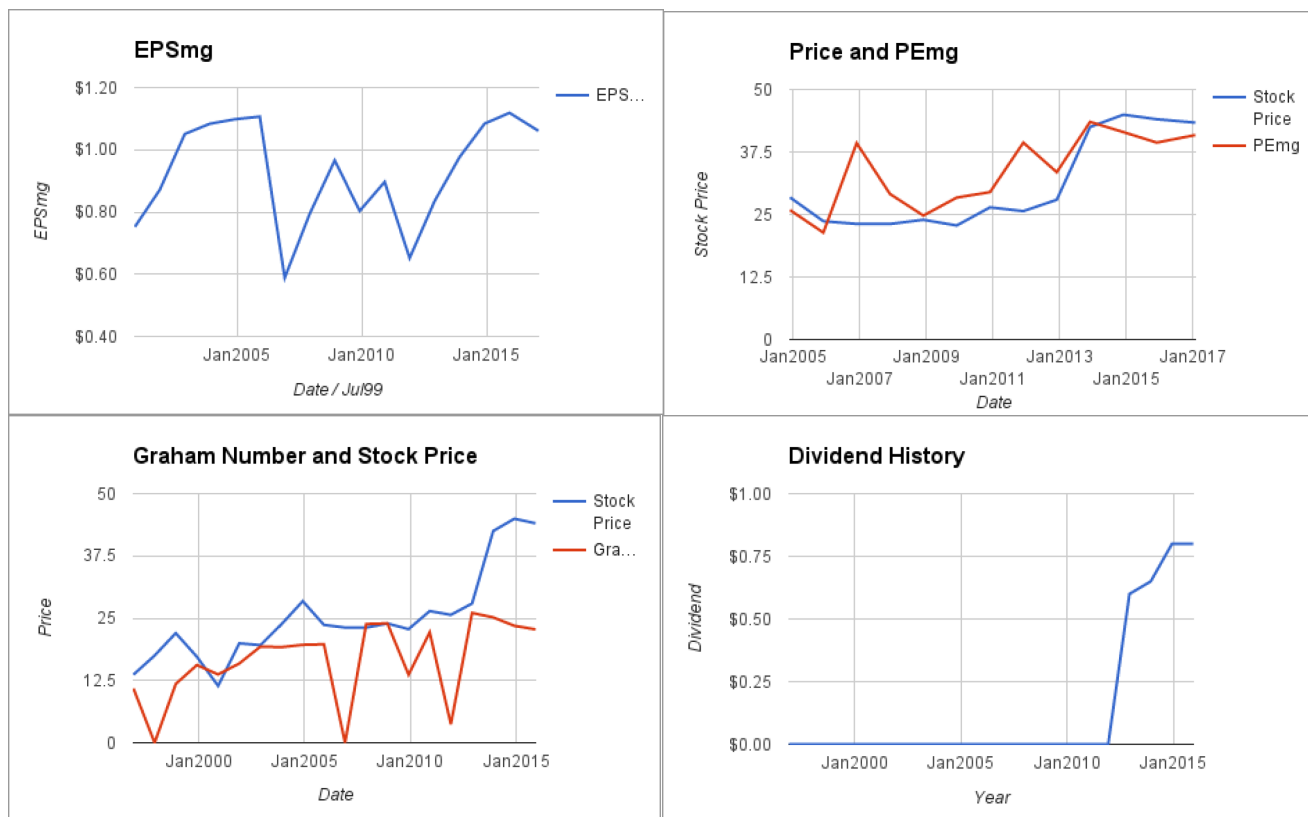 EPSmg
$1.20
$1.00
$0.80
$0.60
$0.40
EPSmg
EPS...
Jan2005 Jan2010 Jan2015
Date / Jul99
Price and PEmg
50
37.5
25
12.5
0
Stock Price
Stock
Price
PEmg
Jan2005 Jan2009 Jan2013 Jan2017
Jan2007 Jan2011 Jan2015
Date
Graham Number and Stock Price
50
37.5
25
12.5
0
Price
Stock
Price
Gra...
Jan2000 Jan2005 Jan2010 Jan2015
Date
Dividend History
$1.00
$0.75
$0.50
$0.25
$0.00
Dividend
Jan2000 Jan2005 Jan2010 Jan2015
Year